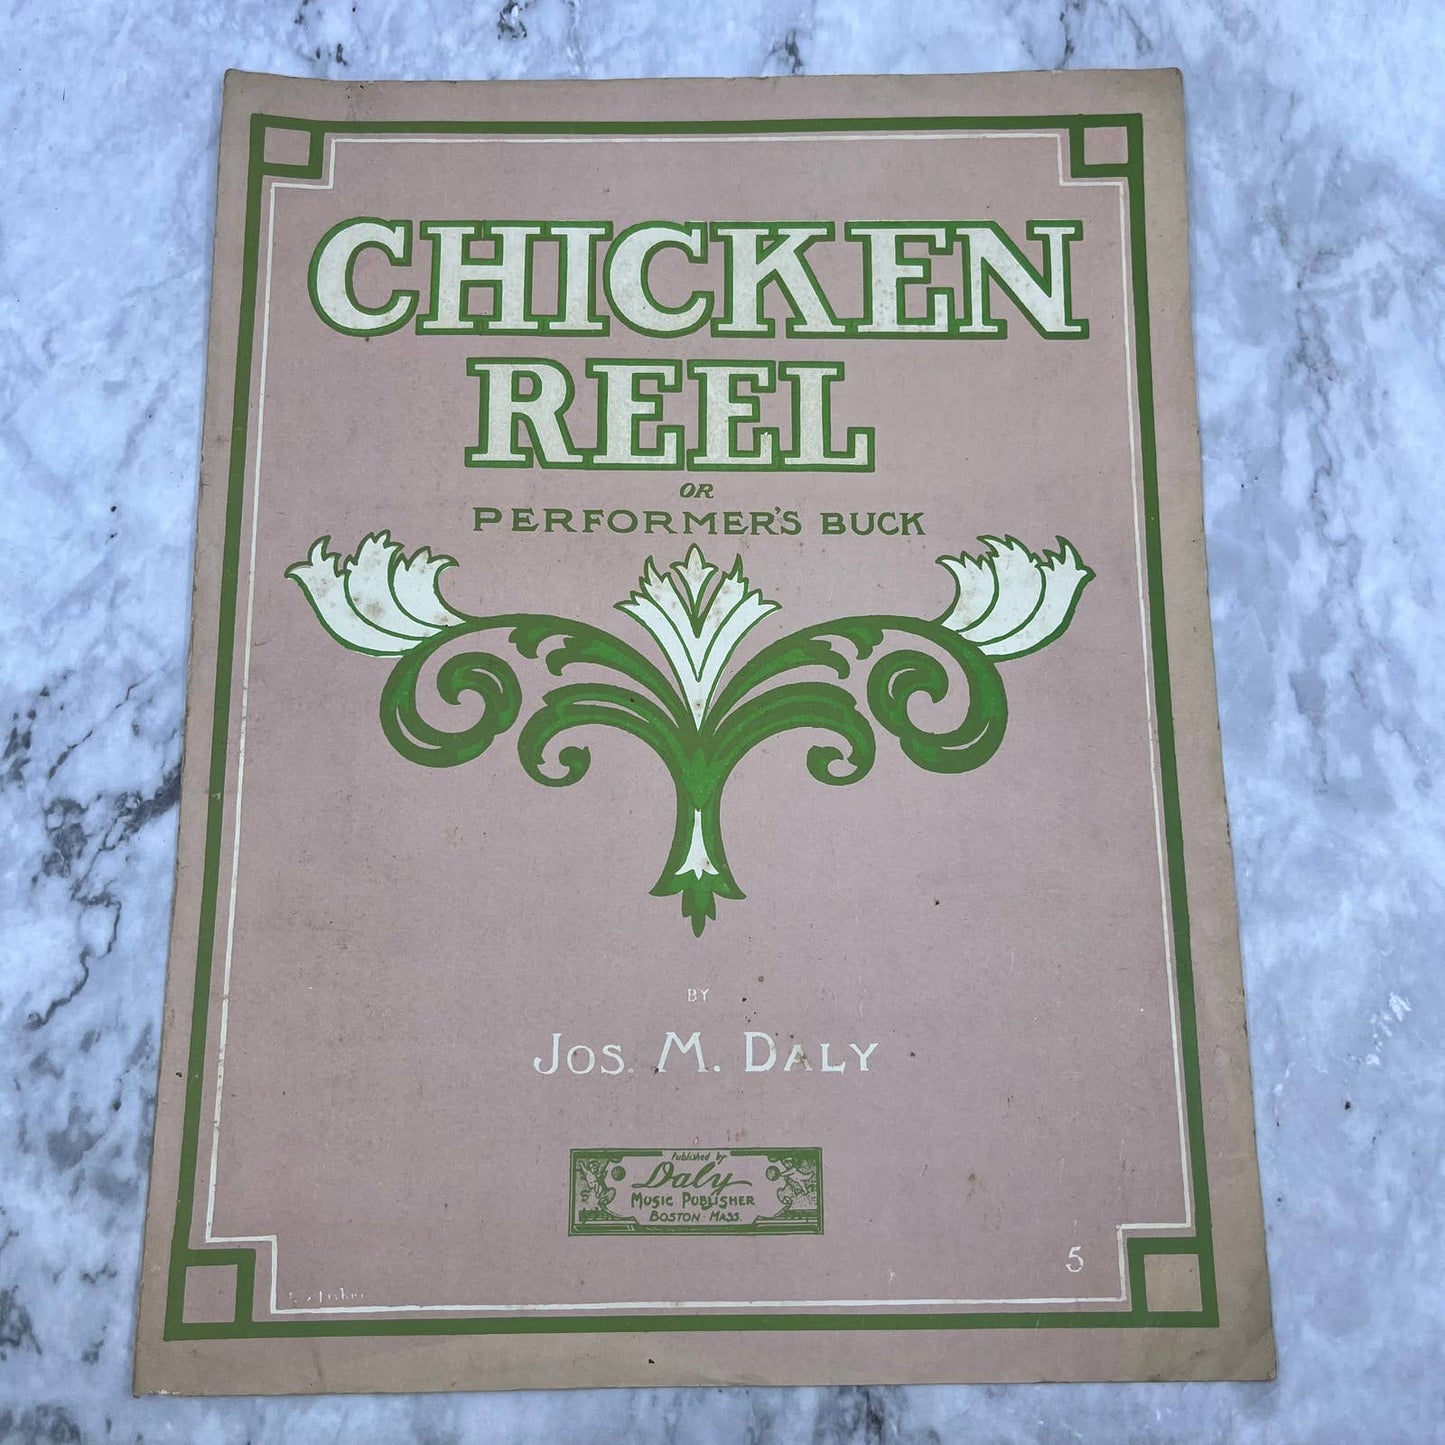 CHICKEN
REEL
OR
PERFORMER'S BUCK
BY
JOS. M. DALY
Published by
Daly
MUSIC PUBLISHER
BOSTON · MASS.
5